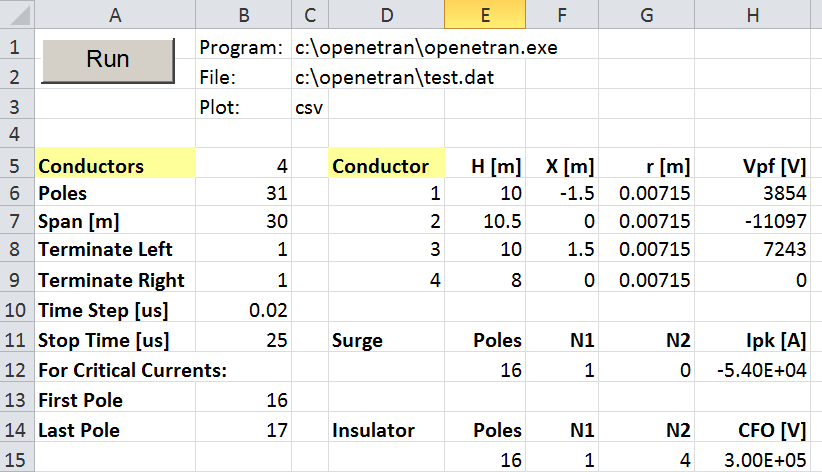 A B C D E F G H
1 Run Program: c:\openetran\openetran.exe
2 File: c:\openetran\test.dat
3 Plot: csv
4
5 Conductors 4 Conductor H [m] X [m] r [m] Vpf [V]
6 Poles 31 1 10 -1.5 0.00715 3854
7 Span [m] 30 2 10.5 0 0.00715 -11097
8 Terminate Left 1 3 10 1.5 0.00715 7243
9 Terminate Right 1 4 8 0 0.00715 0
10 Time Step [us] 0.02
11 Stop Time [us] 25 Surge Poles N1 N2 Ipk [A]
12 For Critical Currents: 16 1 0 -5.40E+04
13 First Pole 16
14 Last Pole 17 Insulator Poles N1 N2 CFO [V]
15 16 1 4 3.00E+05